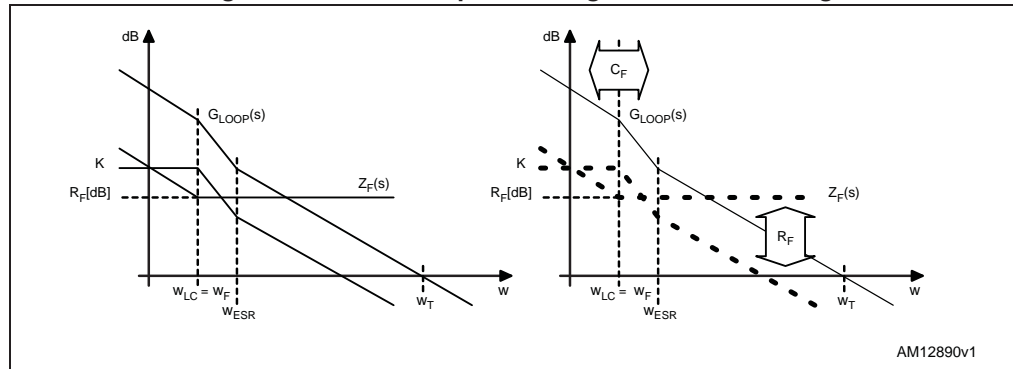 dB
G_LOOP(s)
K
Z_F(s)
R_F[dB]
w_LC = w_F
w_ESR
w_T
w
dB
C_F
G_LOOP(s)
K
Z_F(s)
R_F[dB]
R_F
w_LC = w_F
w_ESR
w_T
w
AM12890v1